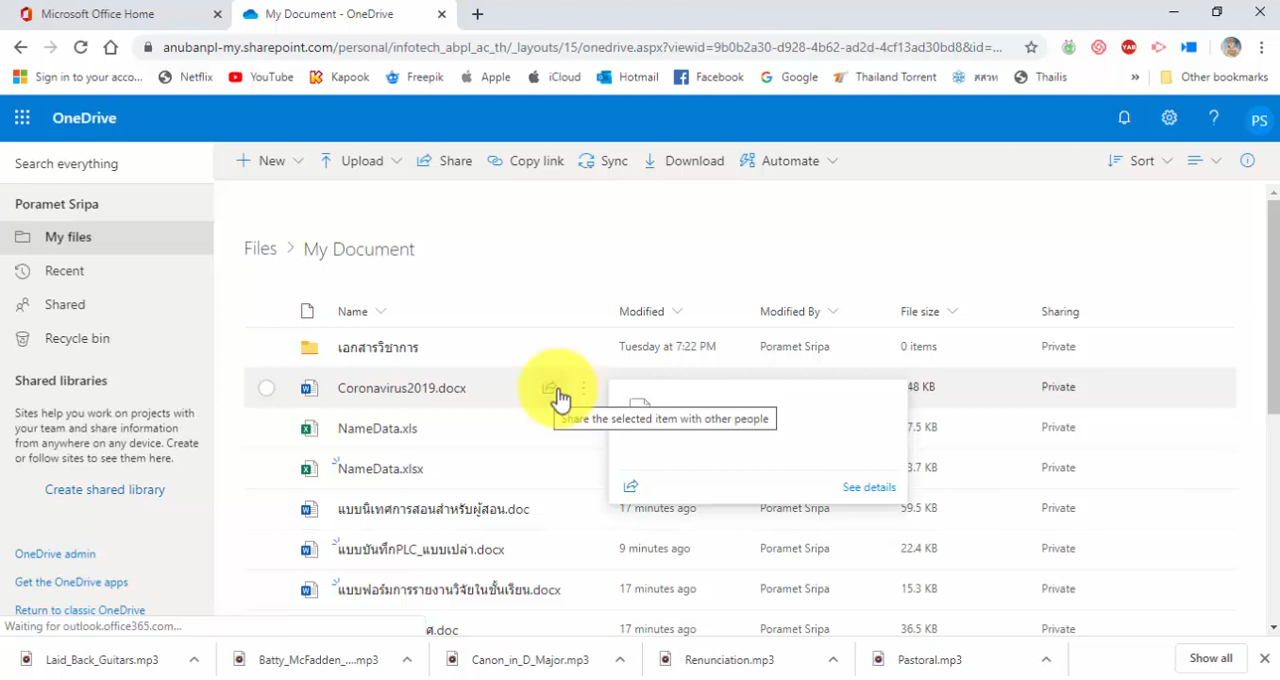 Microsoft Office Home
My Document - OneDrive
anubanpl-my.sharepoint.com/personal/infotech_abpl_ac_th/_layouts/15/onedrive.aspx?viewid=9b0b2a30-d928-4b62-ad2d-4cf13ad30bd8&id=...
Sign in to your acco... Netflix YouTube Kapook Freepik Apple iCloud Hotmail Facebook Google Thailand Torrent สสวท Thailis » Other bookmarks
OneDrive
PS
Search everything
New Upload Share Copy link Sync Download Automate Sort
Poramet Sripa
My files
Recent
Shared
Recycle bin
Shared libraries
Sites help you work on projects with
your team and share information
from anywhere on any device. Create
or follow sites to see them here.
Create shared library
OneDrive admin
Get the OneDrive apps
Return to classic OneDrive
Waiting for outlook.office365.com...
Files > My Document
Name Modified Modified By File size Sharing
เอกสารวิชาการ Tuesday at 7:22 PM Poramet Sripa 0 items Private
Coronavirus2019.docx 48 KB Private
Share the selected item with other people
NameData.xls 7.5 KB Private
NameData.xlsx 3.7 KB Private
See details
แบบนิเทศการสอนสำหรับผู้สอน.doc 17 minutes ago Poramet Sripa 59.5 KB Private
แบบบันทึกPLC_แบบเปล่า.docx 9 minutes ago Poramet Sripa 22.4 KB Private
แบบฟอร์มการรายงานวิจัยในชั้นเรียน.docx 17 minutes ago Poramet Sripa 15.3 KB Private
ศ.doc 17 minutes ago Poramet Sripa 36.5 KB Private
Laid_Back_Guitars.mp3 Batty_McFadden_....mp3 Canon_in_D_Major.mp3 Renunciation.mp3 Pastoral.mp3 Show all